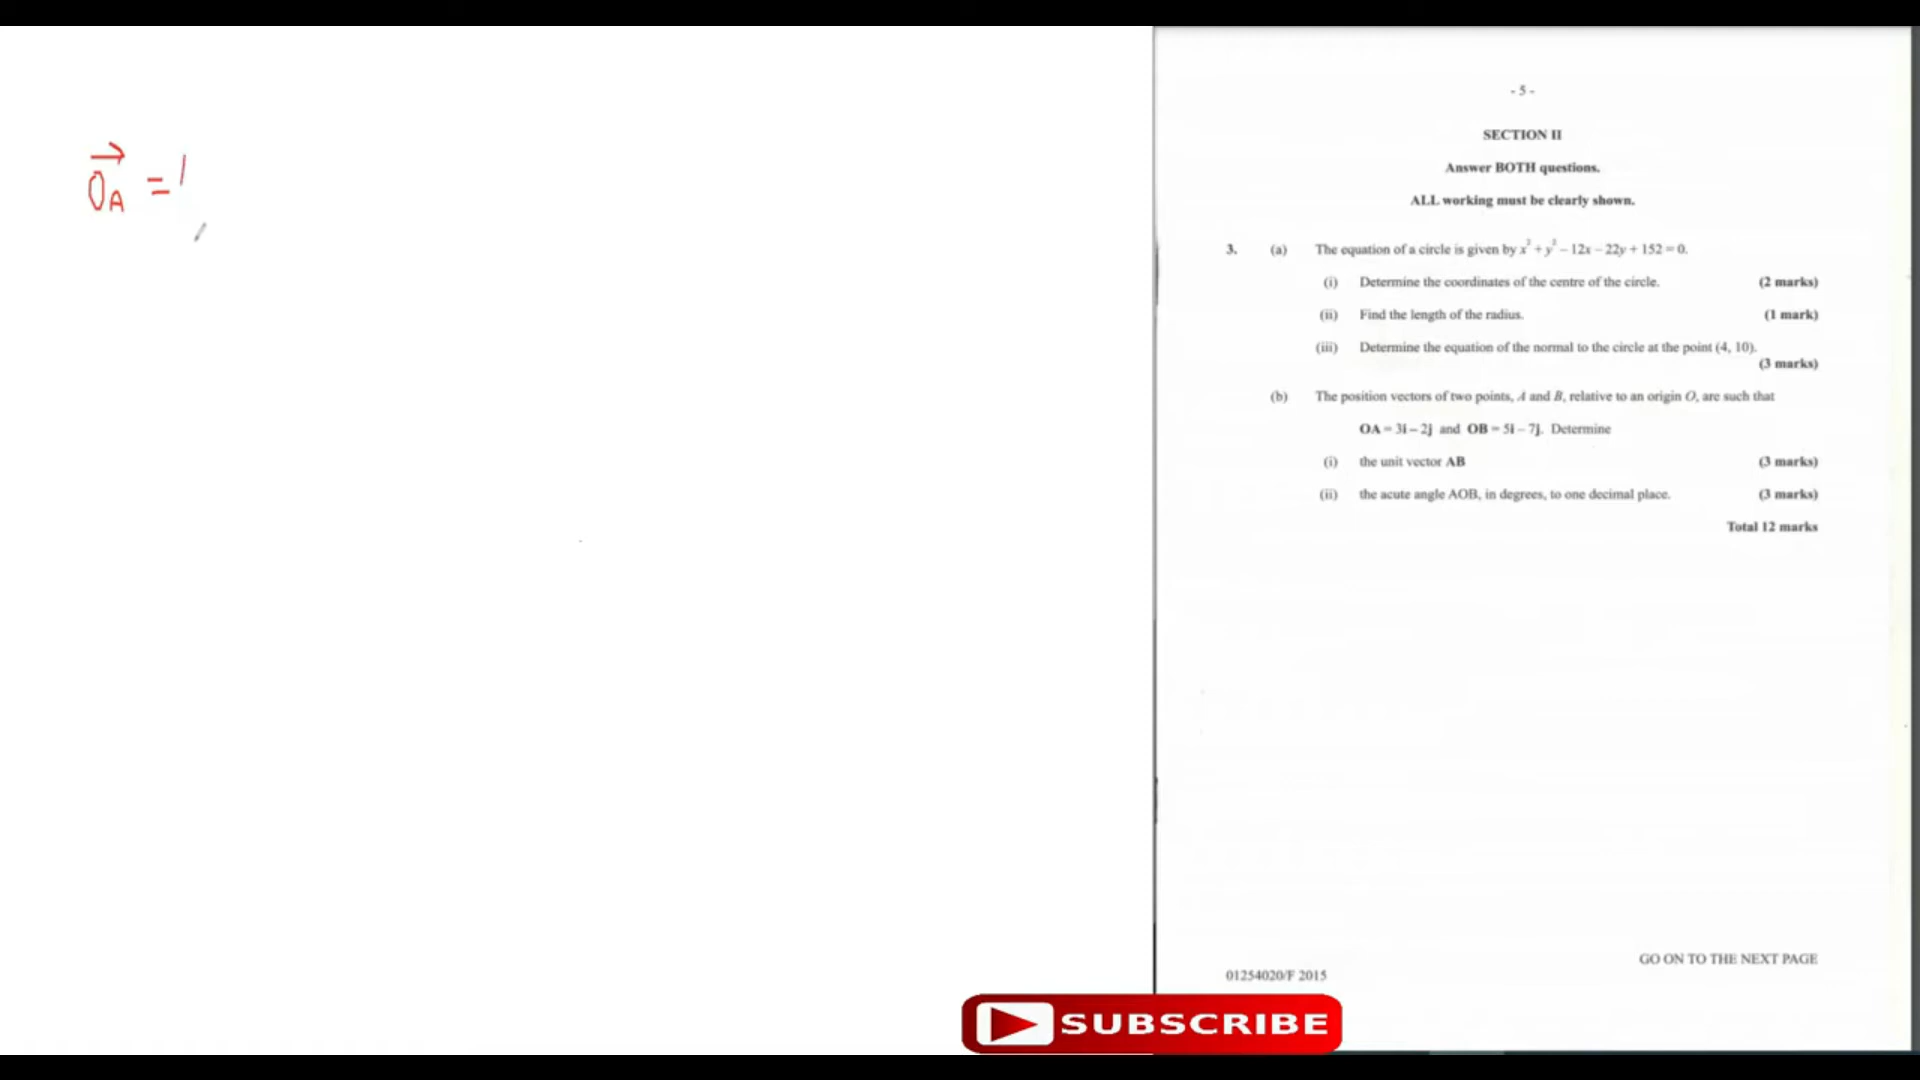 OA = 1
- 5 -
SECTION II
Answer BOTH questions.
ALL working must be clearly shown.
3. (a) The equation of a circle is given by x² + y² – 12x – 22y + 152 = 0.
(i) Determine the coordinates of the centre of the circle. (2 marks)
(ii) Find the length of the radius. (1 mark)
(iii) Determine the equation of the normal to the circle at the point (4, 10).
(3 marks)
(b) The position vectors of two points, A and B, relative to an origin O, are such that
OA = 3i – 2j and OB = 5i – 7j. Determine
(i) the unit vector AB (3 marks)
(ii) the acute angle AOB, in degrees, to one decimal place. (3 marks)
Total 12 marks
GO ON TO THE NEXT PAGE
01254020/F 2015
SUBSCRIBE